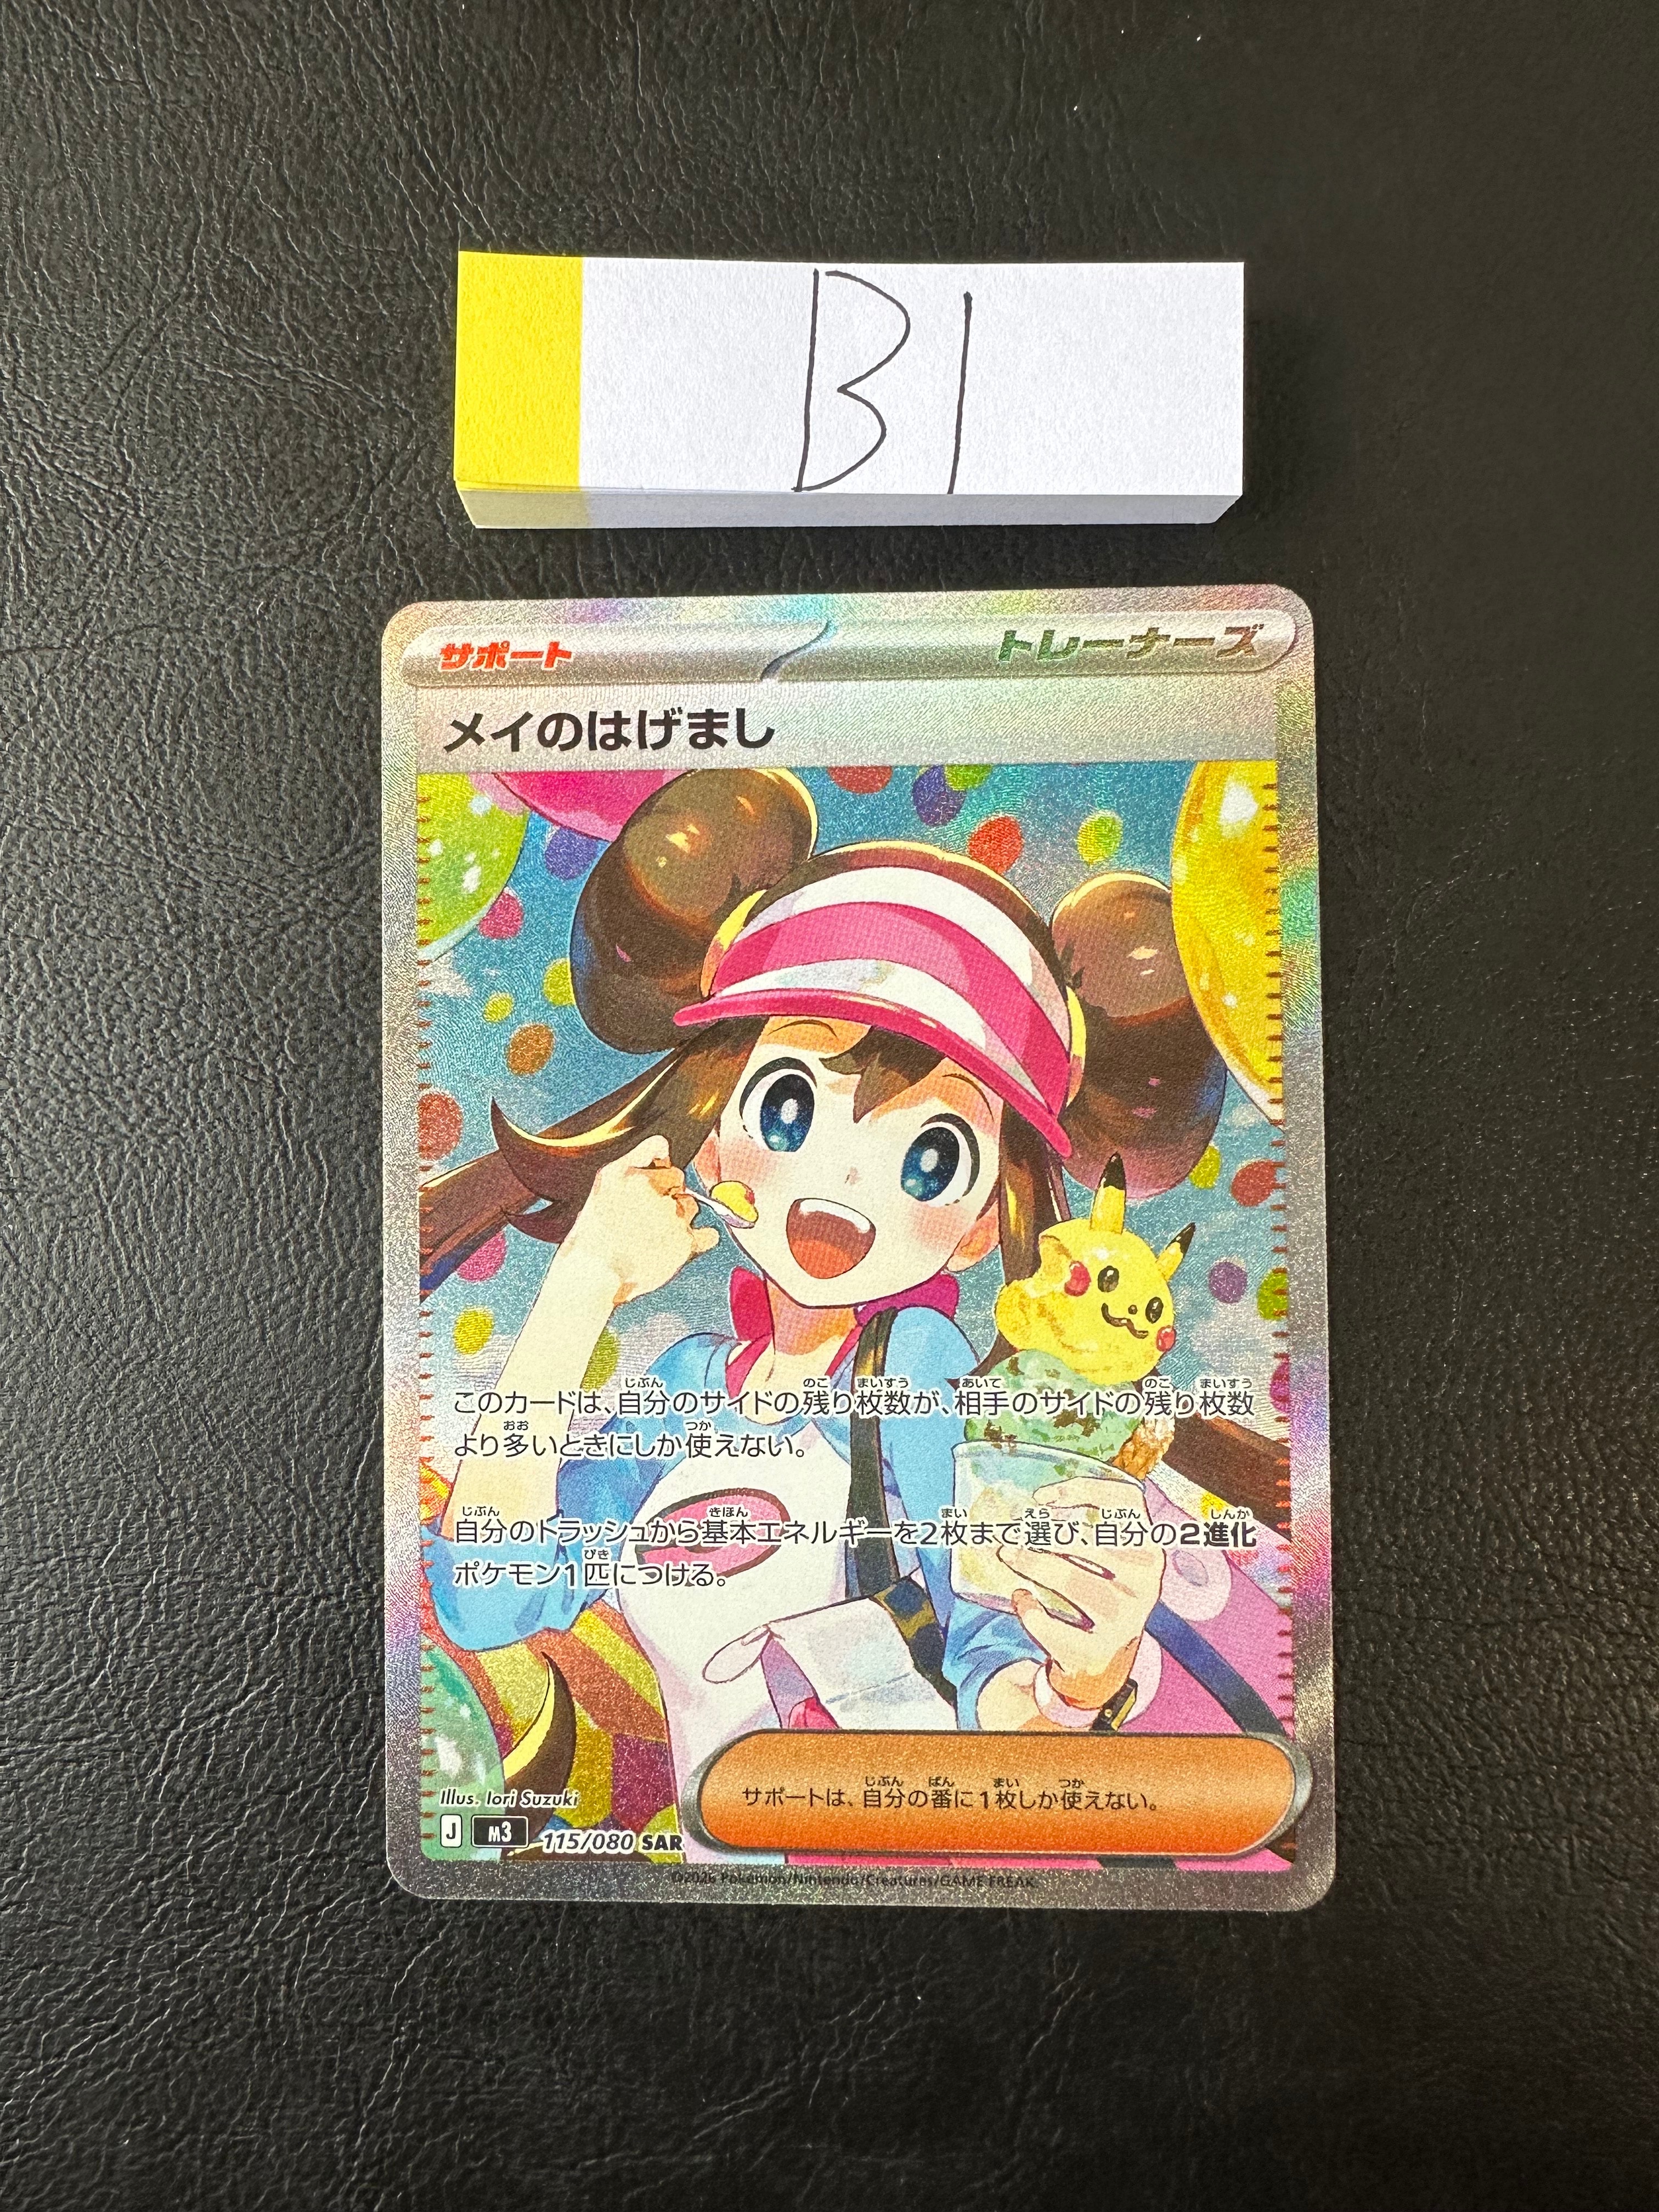 B1
サポート
トレーナーズ
メイのはげまし
このカードは、自分のサイドの残り枚数が、相手のサイドの残り枚数
より多いときにしか使えない。
自分のトラッシュから基本エネルギーを2枚まで選び、自分の2進化
ポケモン1匹につける。
サポートは、自分の番に1枚しか使えない。
Illus. Iori Suzuki
J m3 115/080 SAR
©2026 Pokémon/Nintendo/Creatures/GAME FREAK